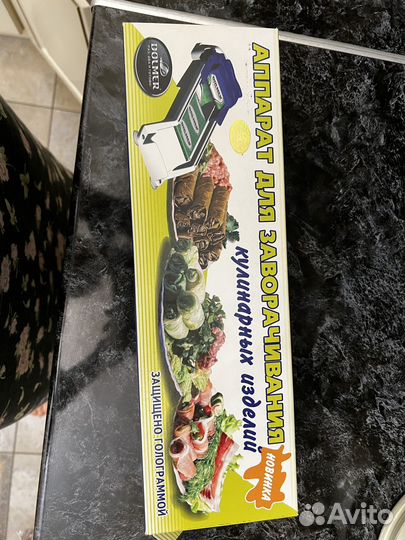 DOLMER
АППАРАТ ДЛЯ ЗАВОРАЧИВАНИЯ
кулинарных изделий
НОВИНКА
ЗАЩИЩЕНО ГОЛОГРАММОЙ
Avito